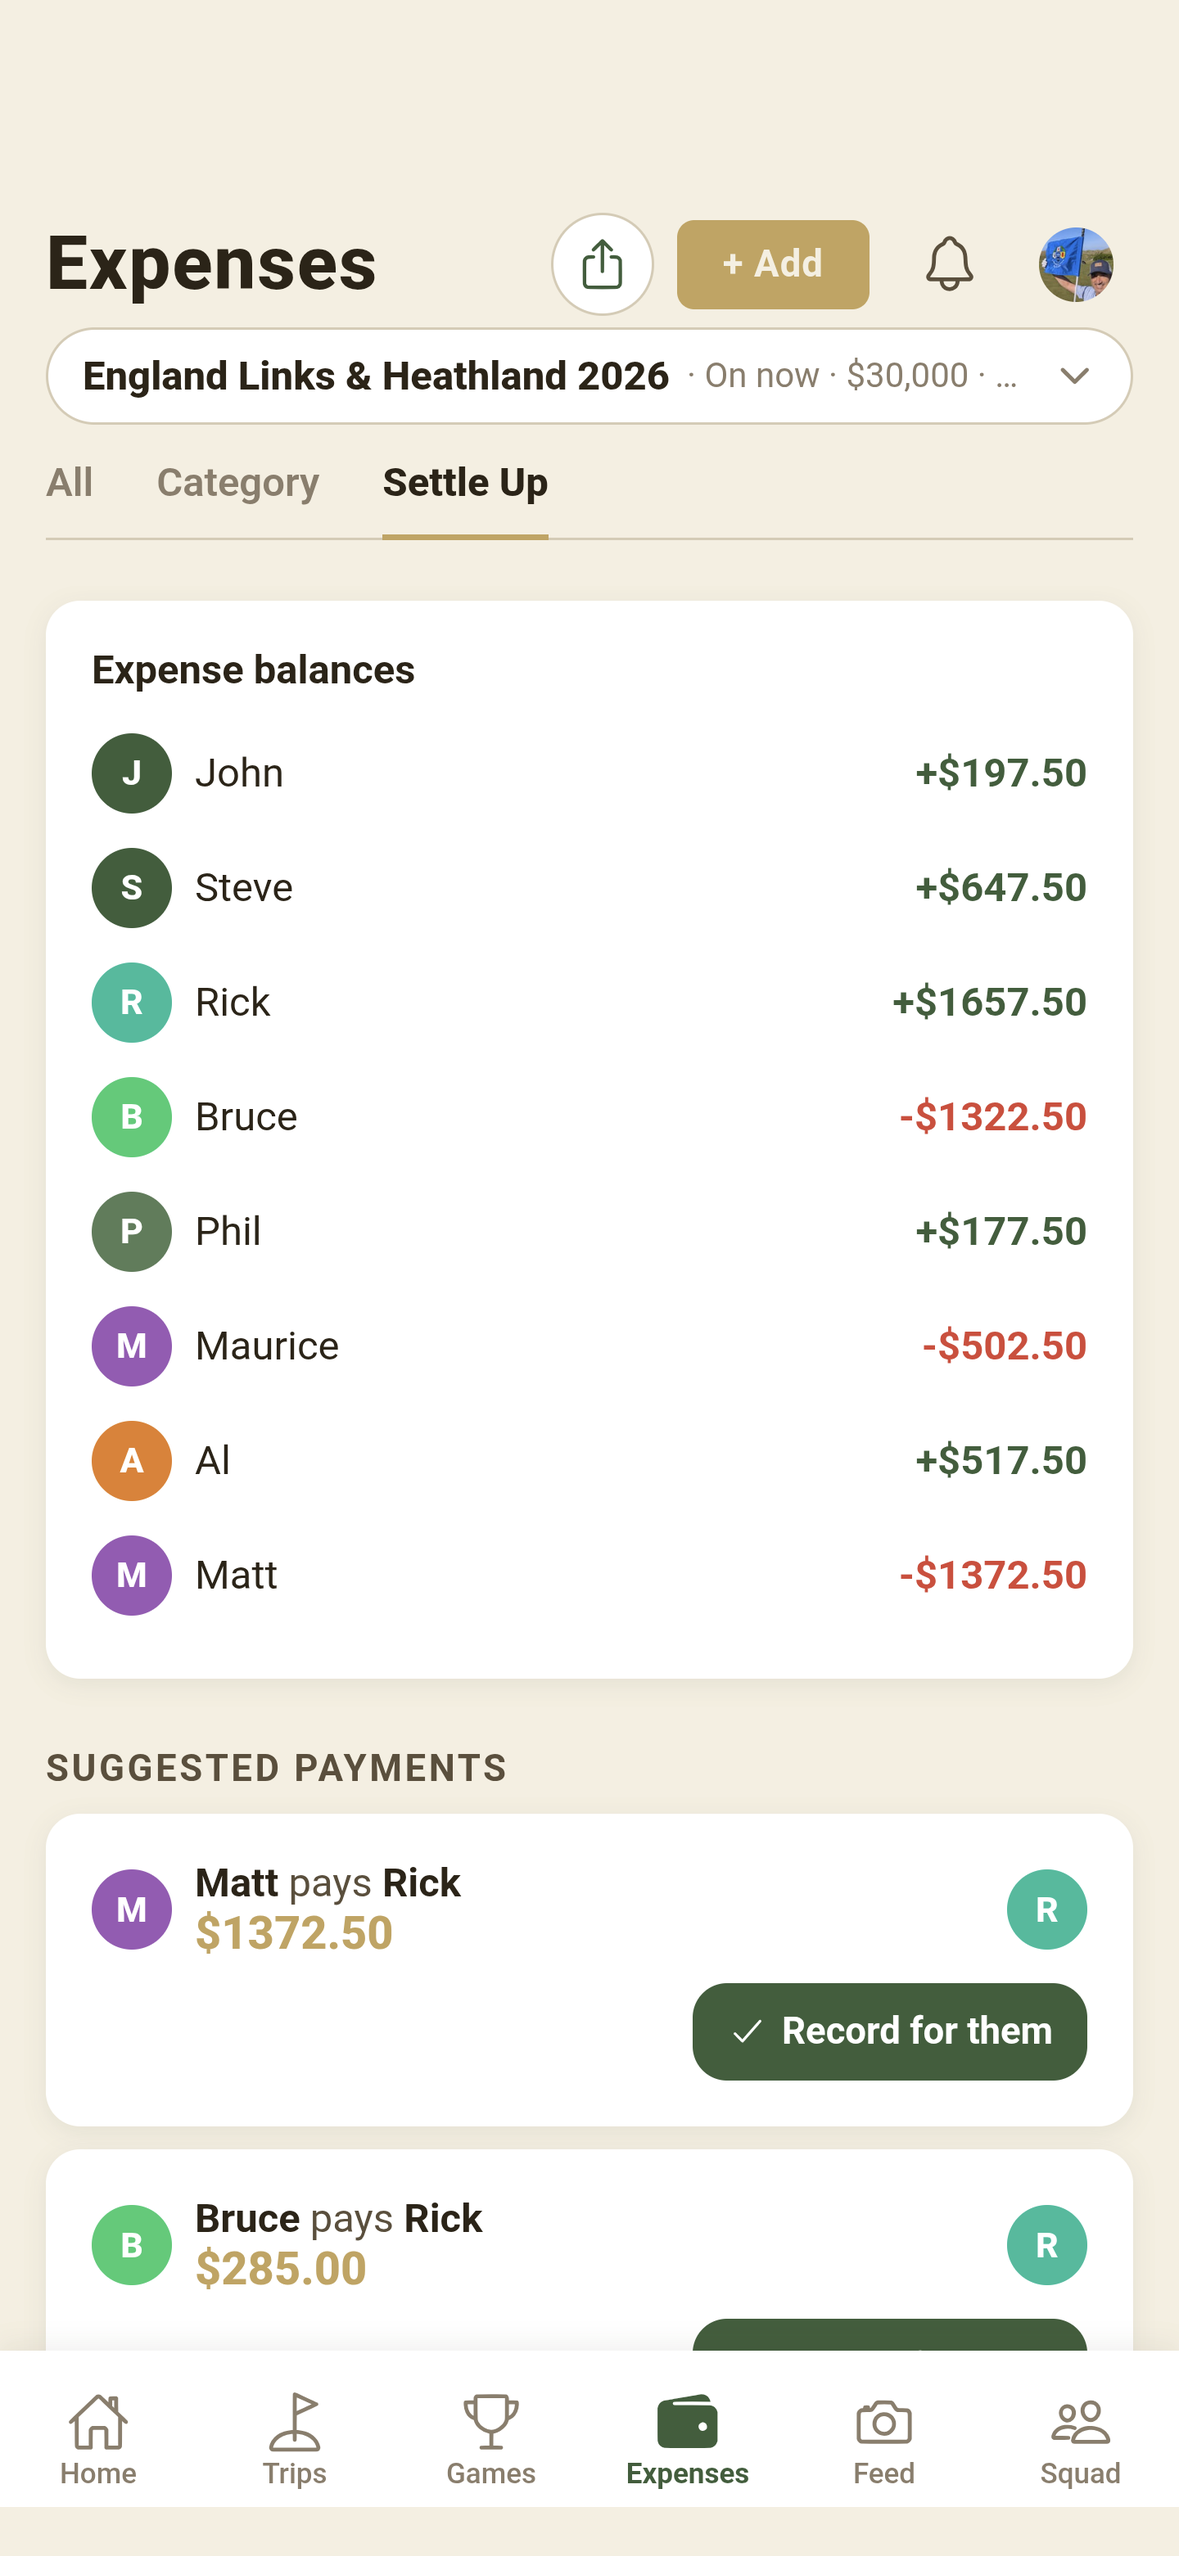 Expenses
+ Add
England Links & Heathland 2026 · On now · $30,000 · ...
All Category Settle Up
Expense balances
J John +$197.50
S Steve +$647.50
R Rick +$1657.50
B Bruce -$1322.50
P Phil +$177.50
M Maurice -$502.50
A Al +$517.50
M Matt -$1372.50
SUGGESTED PAYMENTS
M Matt pays Rick R
$1372.50
Record for them
B Bruce pays Rick R
$285.00
Home Trips Games Expenses Feed Squad